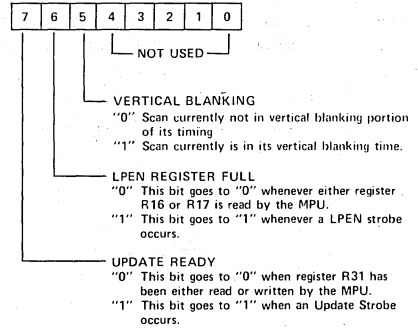 7 6 5 4 3 2 1 0
NOT USED
VERTICAL BLANKING
"0" Scan currently not in vertical blanking portion
of its timing
"1" Scan currently is in its vertical blanking time.
LPEN REGISTER FULL
"0" This bit goes to "0" whenever either register
R16 or R17 is read by the MPU.
"1" This bit goes to "1" whenever a LPEN strobe
occurs.
UPDATE READY
"0" This bit goes to "0" when register R31 has
been either read or written by the MPU.
"1" This bit goes to "1" when an Update Strobe
occurs.